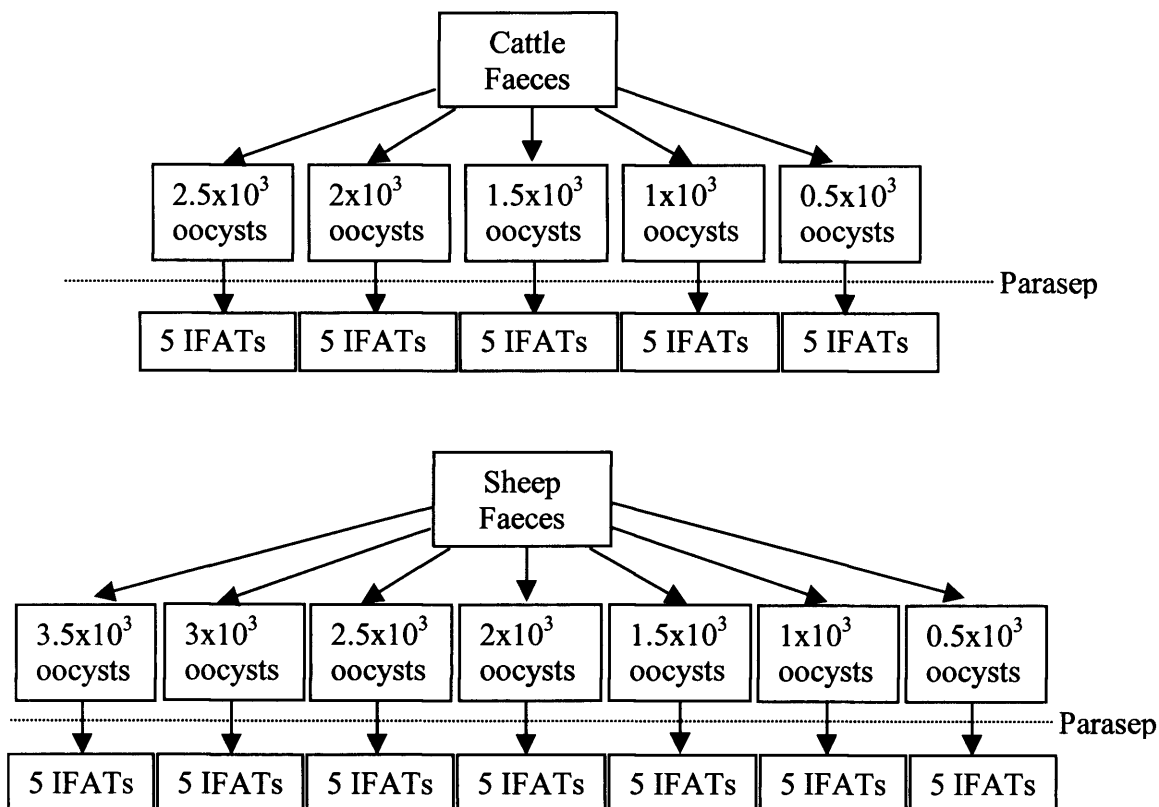 Cattle
Faeces
2.5x10³ 2x10³ 1.5x10³ 1x10³ 0.5x10³
oocysts oocysts oocysts oocysts oocysts
Parasep
5 IFATs 5 IFATs 5 IFATs 5 IFATs 5 IFATs
Sheep
Faeces
3.5x10³ 3x10³ 2.5x10³ 2x10³ 1.5x10³ 1x10³ 0.5x10³
oocysts oocysts oocysts oocysts oocysts oocysts oocysts
Parasep
5 IFATs 5 IFATs 5 IFATs 5 IFATs 5 IFATs 5 IFATs 5 IFATs